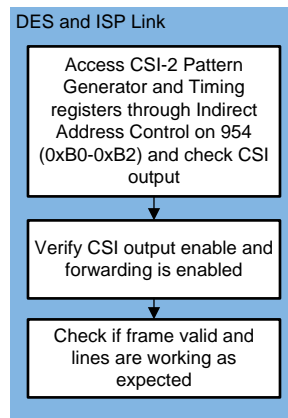 DES and ISP Link
Access CSI-2 Pattern
Generator and Timing
registers through Indirect
Address Control on 954
(0xB0-0xB2) and check CSI
output
Verify CSI output enable and
forwarding is enabled
Check if frame valid and
lines are working as
expected